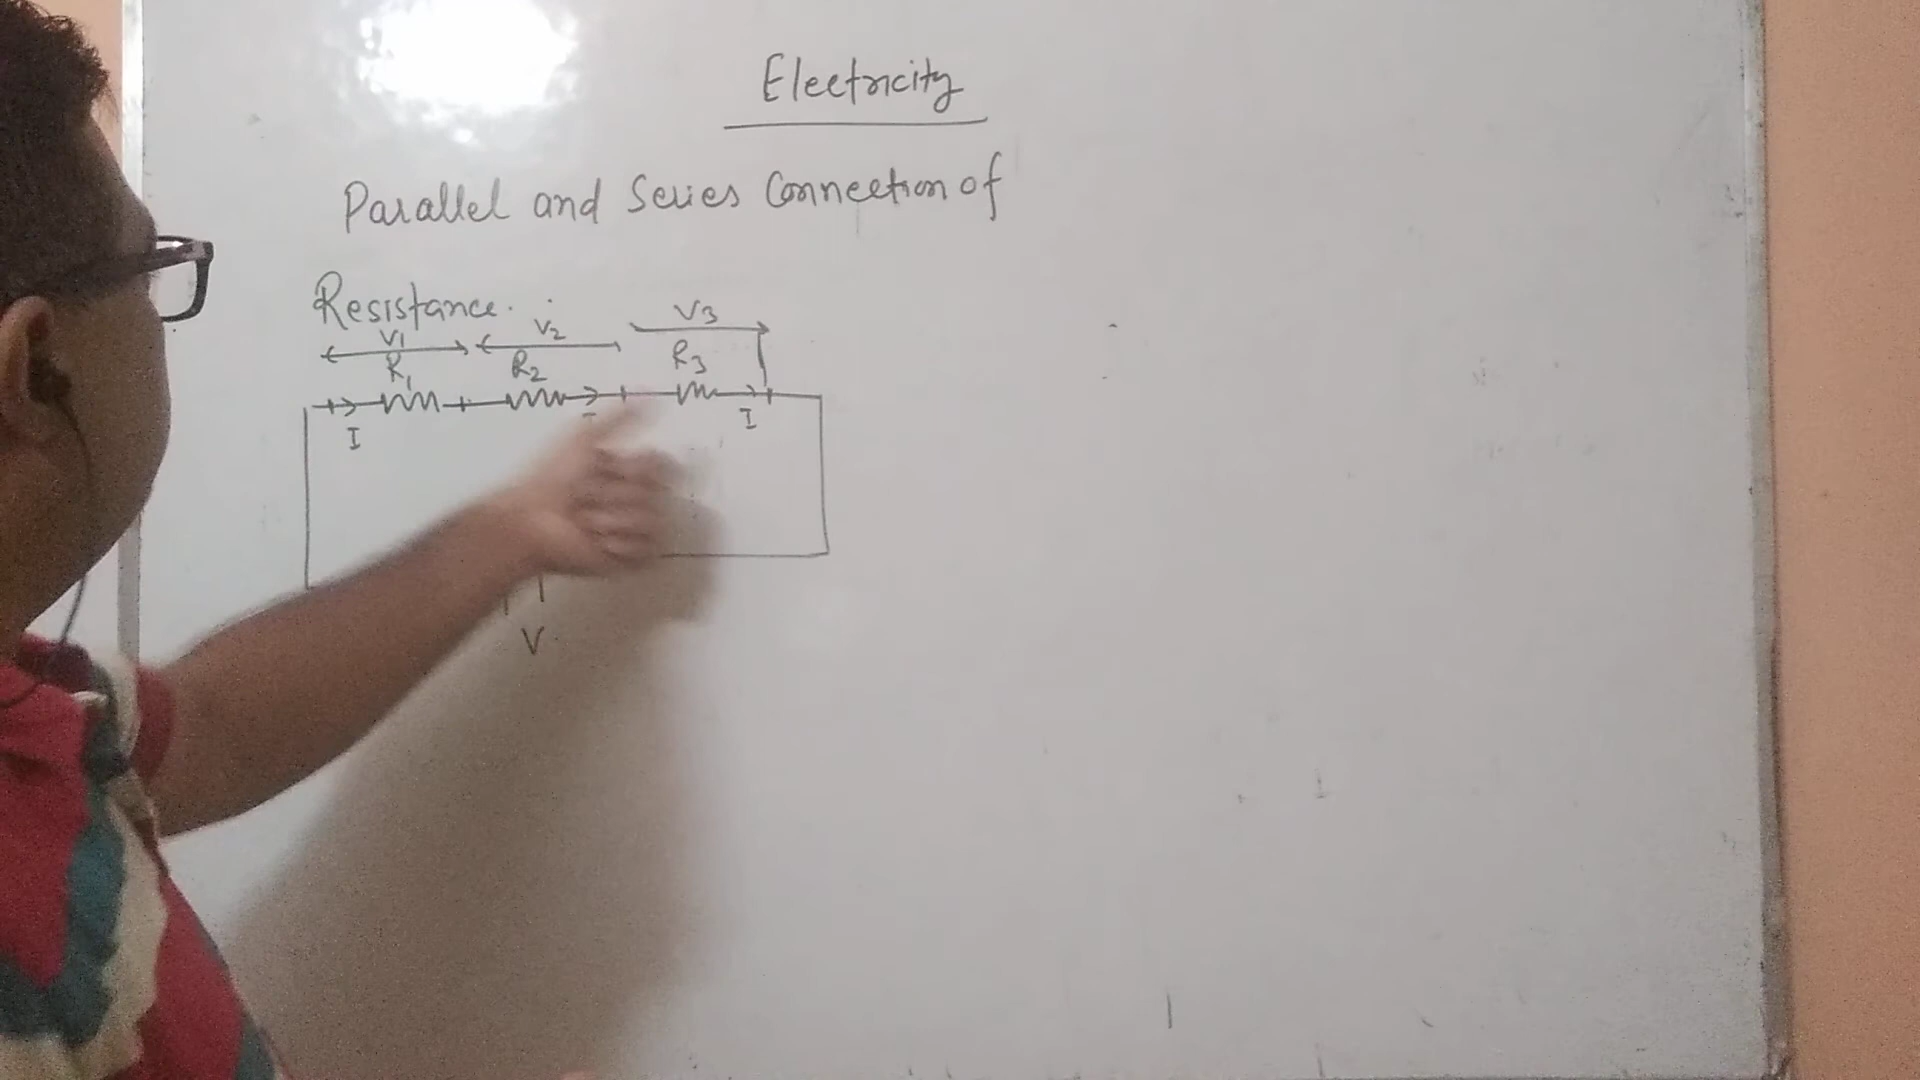 Electricity
Parallel and Series Connection of
Resistance.
V1 V2 V3
R1 R2 R3
I I
V